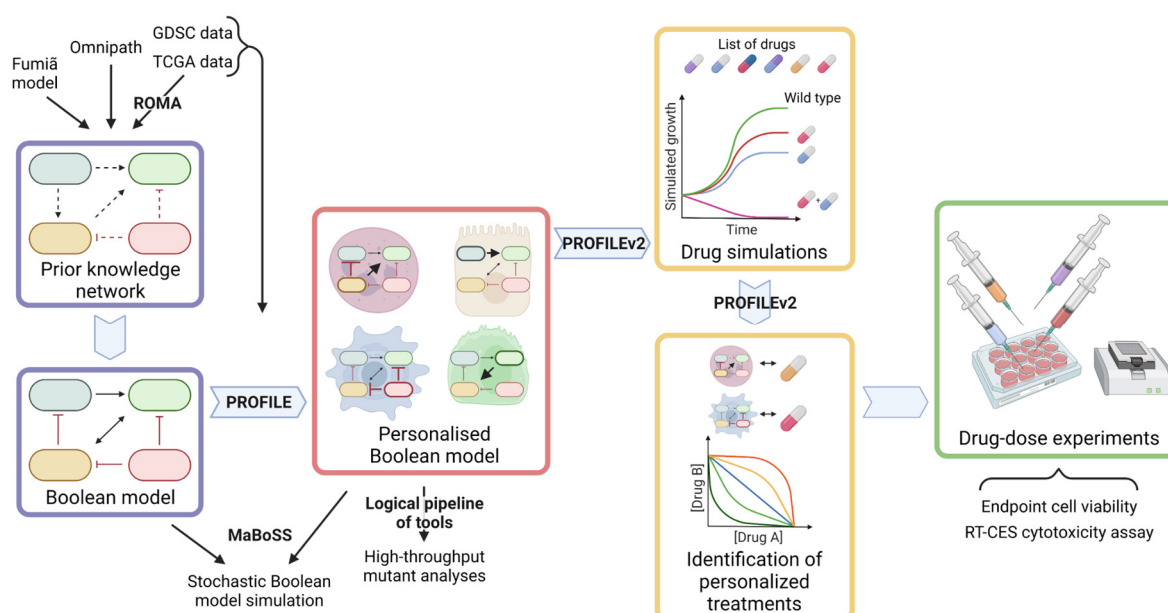 GDSC data
Omnipath
TCGA data
Fumiã
model
ROMA
Prior knowledge
network
Boolean model
PROFILE
MaBoSS
Stochastic Boolean
model simulation
Personalised
Boolean model
Logical pipeline
of tools
High-throughput
mutant analyses
PROFILEv2
List of drugs
Wild type
Simulated growth
+
Time
Drug simulations
PROFILEv2
[Drug B]
[Drug A]
Identification of
personalized
treatments
Drug-dose experiments
Endpoint cell viability
RT-CES cytotoxicity assay